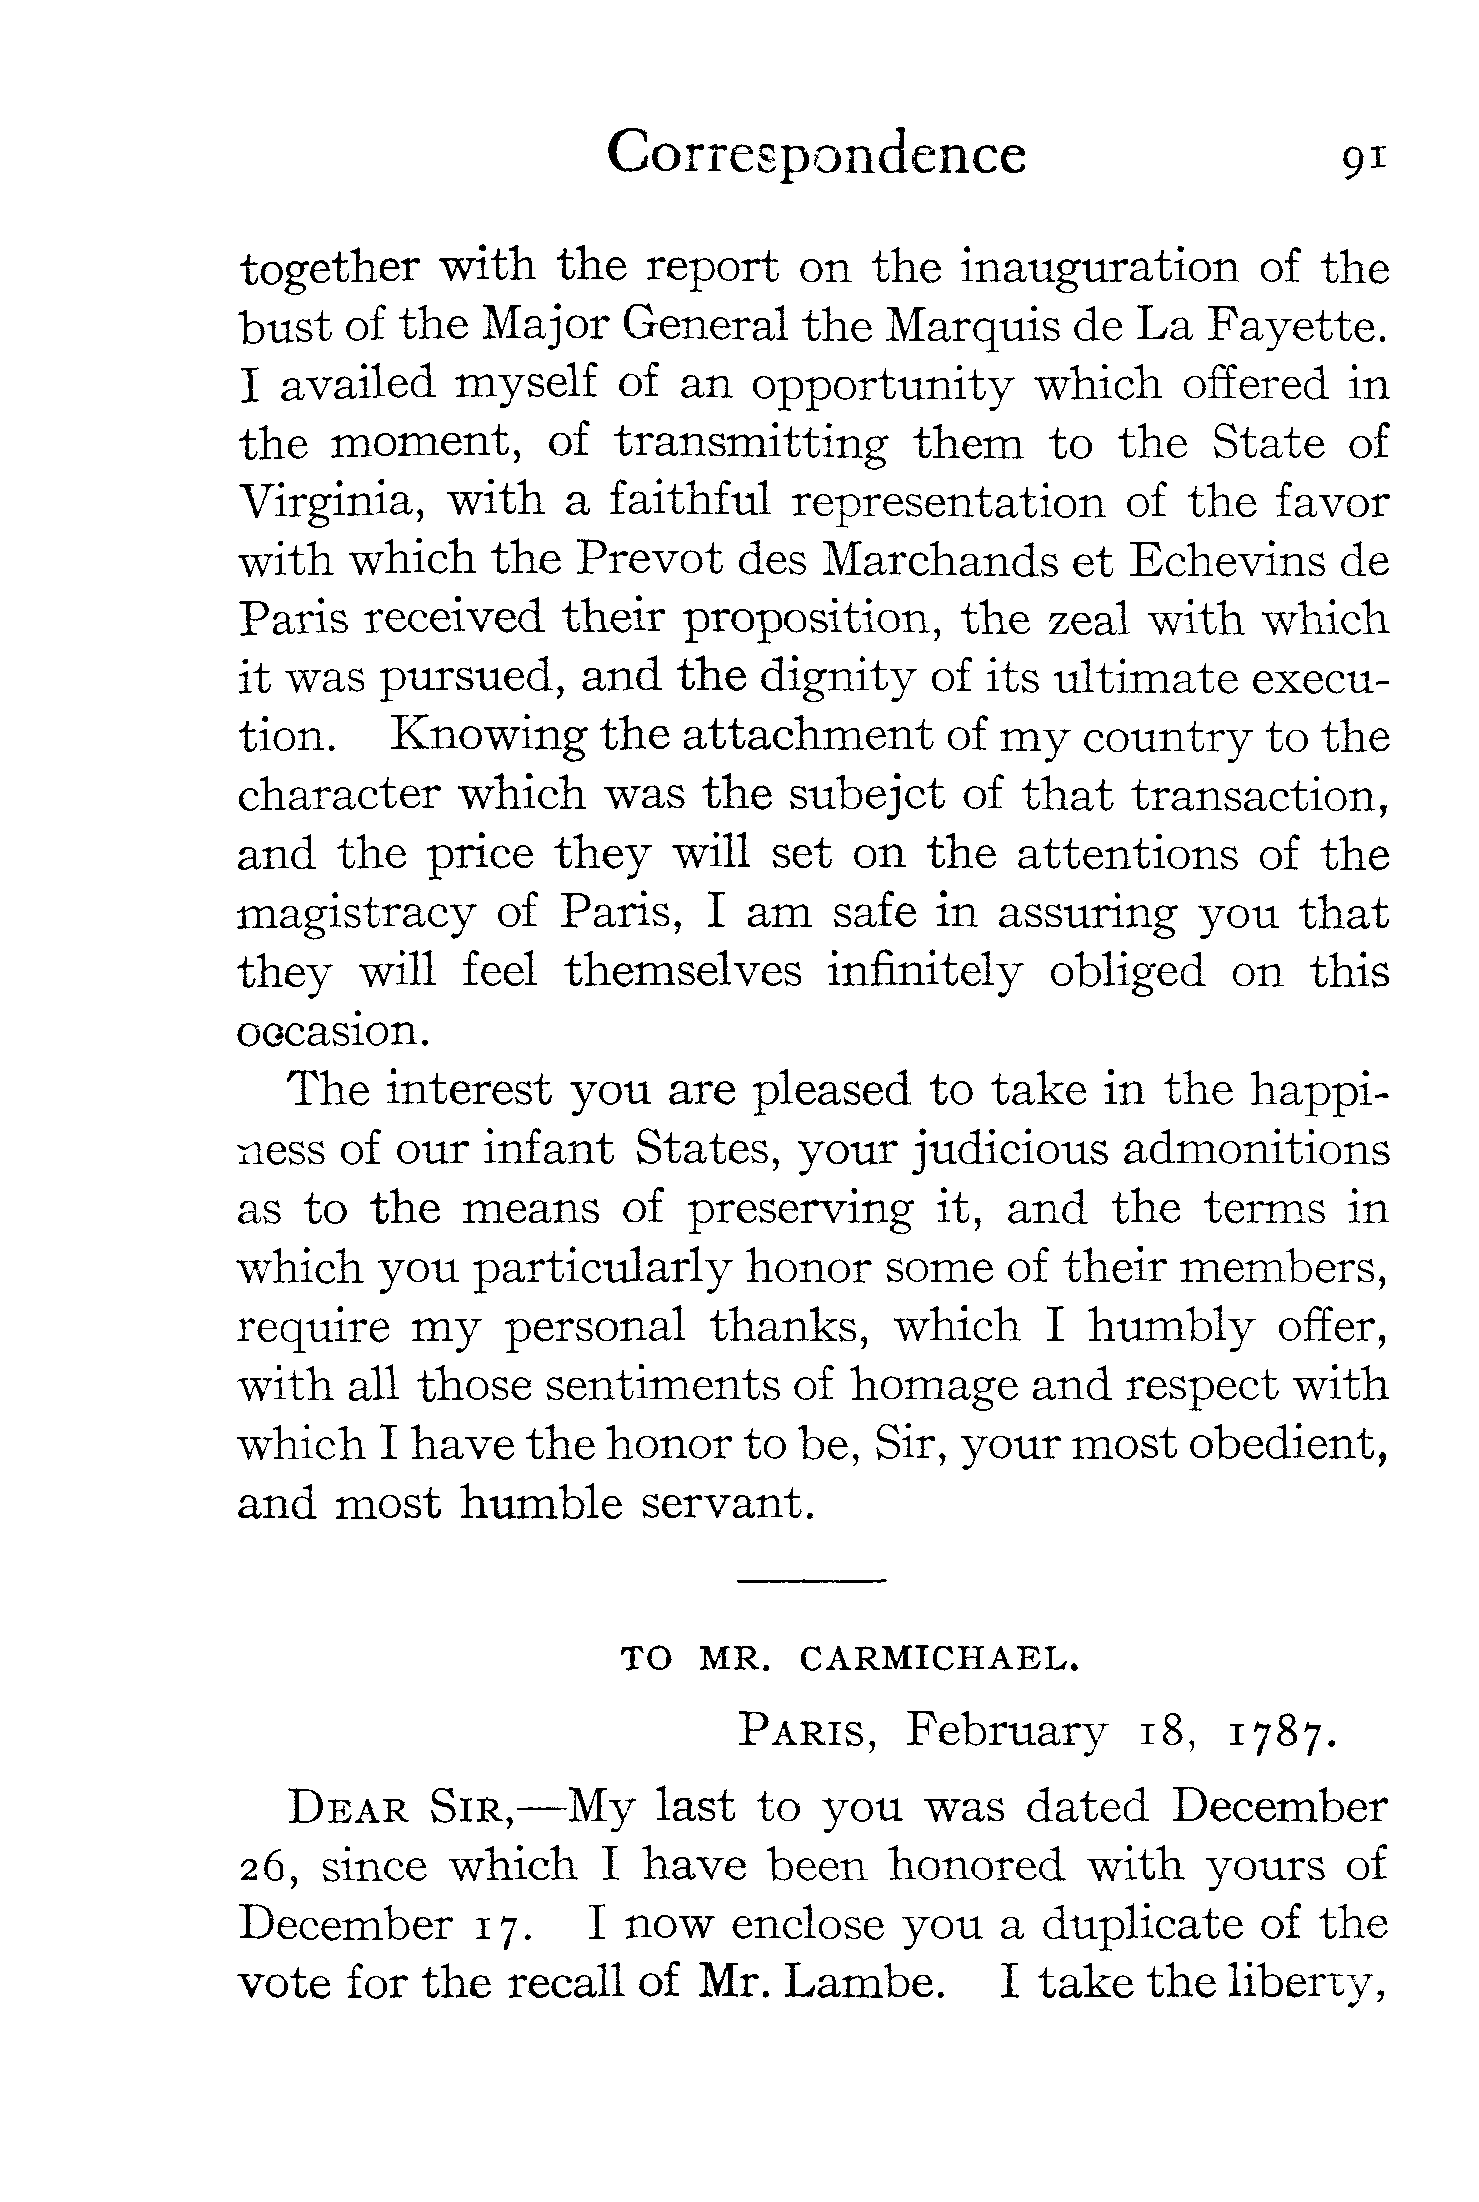 Correspondence 91
together with the report on the inauguration of the
bust of the Major General the Marquis de La Fayette.
I availed myself of an opportunity which offered in
the moment, of transmitting them to the State of
Virginia, with a faithful representation of the favor
with which the Prevot des Marchands et Echevins de
Paris received their proposition, the zeal with which
it was pursued, and the dignity of its ultimate execu-
tion. Knowing the attachment of my country to the
character which was the subejct of that transaction,
and the price they will set on the attentions of the
magistracy of Paris, I am safe in assuring you that
they will feel themselves infinitely obliged on this
occasion.
The interest you are pleased to take in the happi-
ness of our infant States, your judicious admonitions
as to the means of preserving it, and the terms in
which you particularly honor some of their members,
require my personal thanks, which I humbly offer,
with all those sentiments of homage and respect with
which I have the honor to be, Sir, your most obedient,
and most humble servant.
TO MR. CARMICHAEL.
PARIS, February 18, 1787.
DEAR SIR,—My last to you was dated December
26, since which I have been honored with yours of
December 17. I now enclose you a duplicate of the
vote for the recall of Mr. Lambe. I take the liberty,